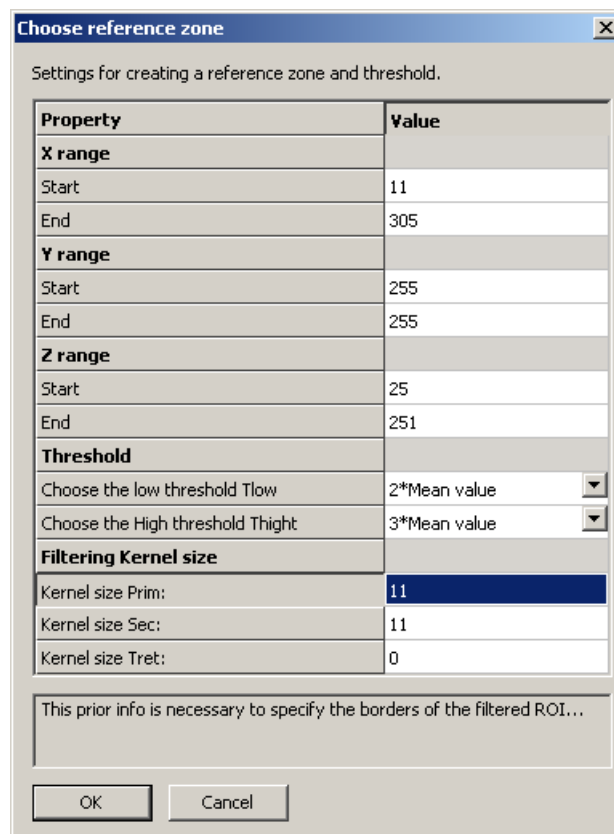 Choose reference zone
Settings for creating a reference zone and threshold.
Property Value
X range
Start 11
End 305
Y range
Start 255
End 255
Z range
Start 25
End 251
Threshold
Choose the low threshold Tlow 2*Mean value
Choose the High threshold Thight 3*Mean value
Filtering Kernel size
Kernel size Prim: 11
Kernel size Sec: 11
Kernel size Tret: 0
This prior info is necessary to specify the borders of the filtered ROI...
OK Cancel